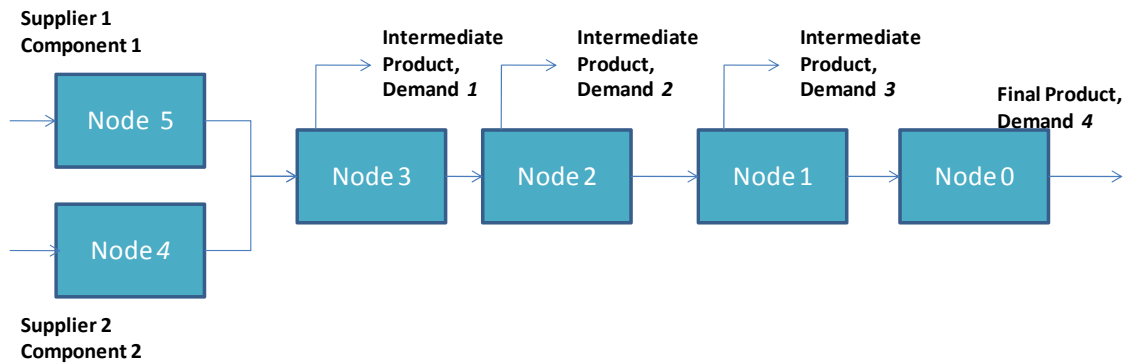 Supplier 1
Component 1
Node 5
Node 4
Supplier 2
Component 2
Intermediate
Product,
Demand 1
Node 3
Intermediate
Product,
Demand 2
Node 2
Intermediate
Product,
Demand 3
Node 1
Final Product,
Demand 4
Node 0